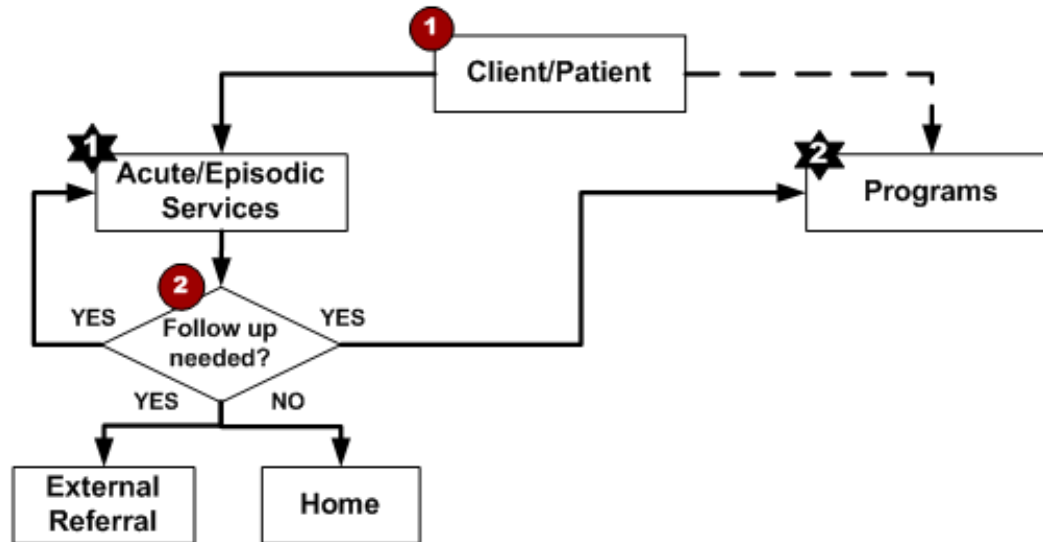 1
Client/Patient
1
Acute/Episodic
Services
2
Programs
2
YES
Follow up
needed?
YES
YES
NO
External
Referral
Home